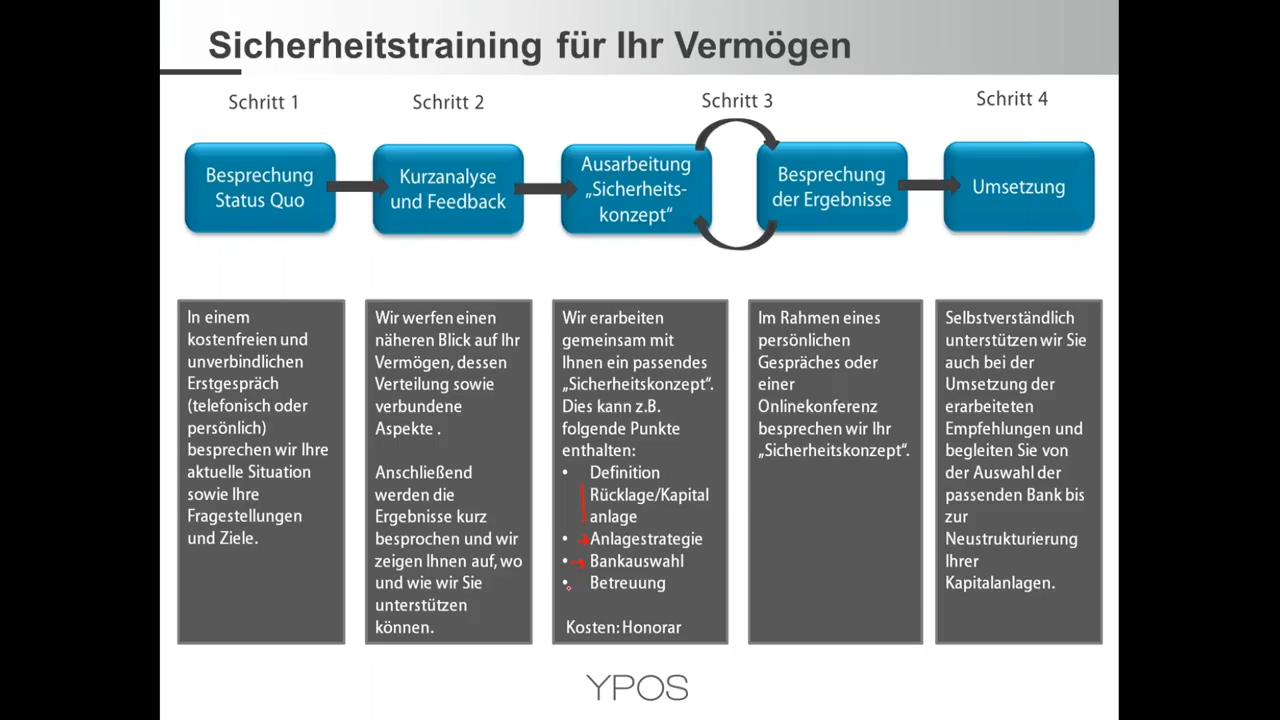 Sicherheitstraining für Ihr Vermögen
Schritt 1
Schritt 2
Schritt 3
Schritt 4
Besprechung
Status Quo
Kurzanalyse
und Feedback
Ausarbeitung
„Sicherheits-
konzept“
Besprechung
der Ergebnisse
Umsetzung
In einem
kostenfreien und
unverbindlichen
Erstgespräch
(telefonisch oder
persönlich)
besprechen wir Ihre
aktuelle Situation
sowie Ihre
Fragestellungen
und Ziele.
Wir werfen einen
näheren Blick auf Ihr
Vermögen, dessen
Verteilung sowie
verbundene
Aspekte .
Anschließend
werden die
Ergebnisse kurz
besprochen und wir
zeigen Ihnen auf, wo
und wie wir Sie
unterstützen
können.
Wir erarbeiten
gemeinsam mit
Ihnen ein passendes
„Sicherheitskonzept“.
Dies kann z.B.
folgende Punkte
enthalten:
• Definition
Rücklage/Kapital
anlage
• Anlagestrategie
• Bankauswahl
• Betreuung
Kosten: Honorar
Im Rahmen eines
persönlichen
Gespräches oder
einer
Onlinekonferenz
besprechen wir Ihr
„Sicherheitskonzept“.
Selbstverständlich
unterstützen wir Sie
auch bei der
Umsetzung der
erarbeiteten
Empfehlungen und
begleiten Sie von
der Auswahl der
passenden Bank bis
zur
Neustrukturierung
Ihrer
Kapitalanlagen.
YPOS